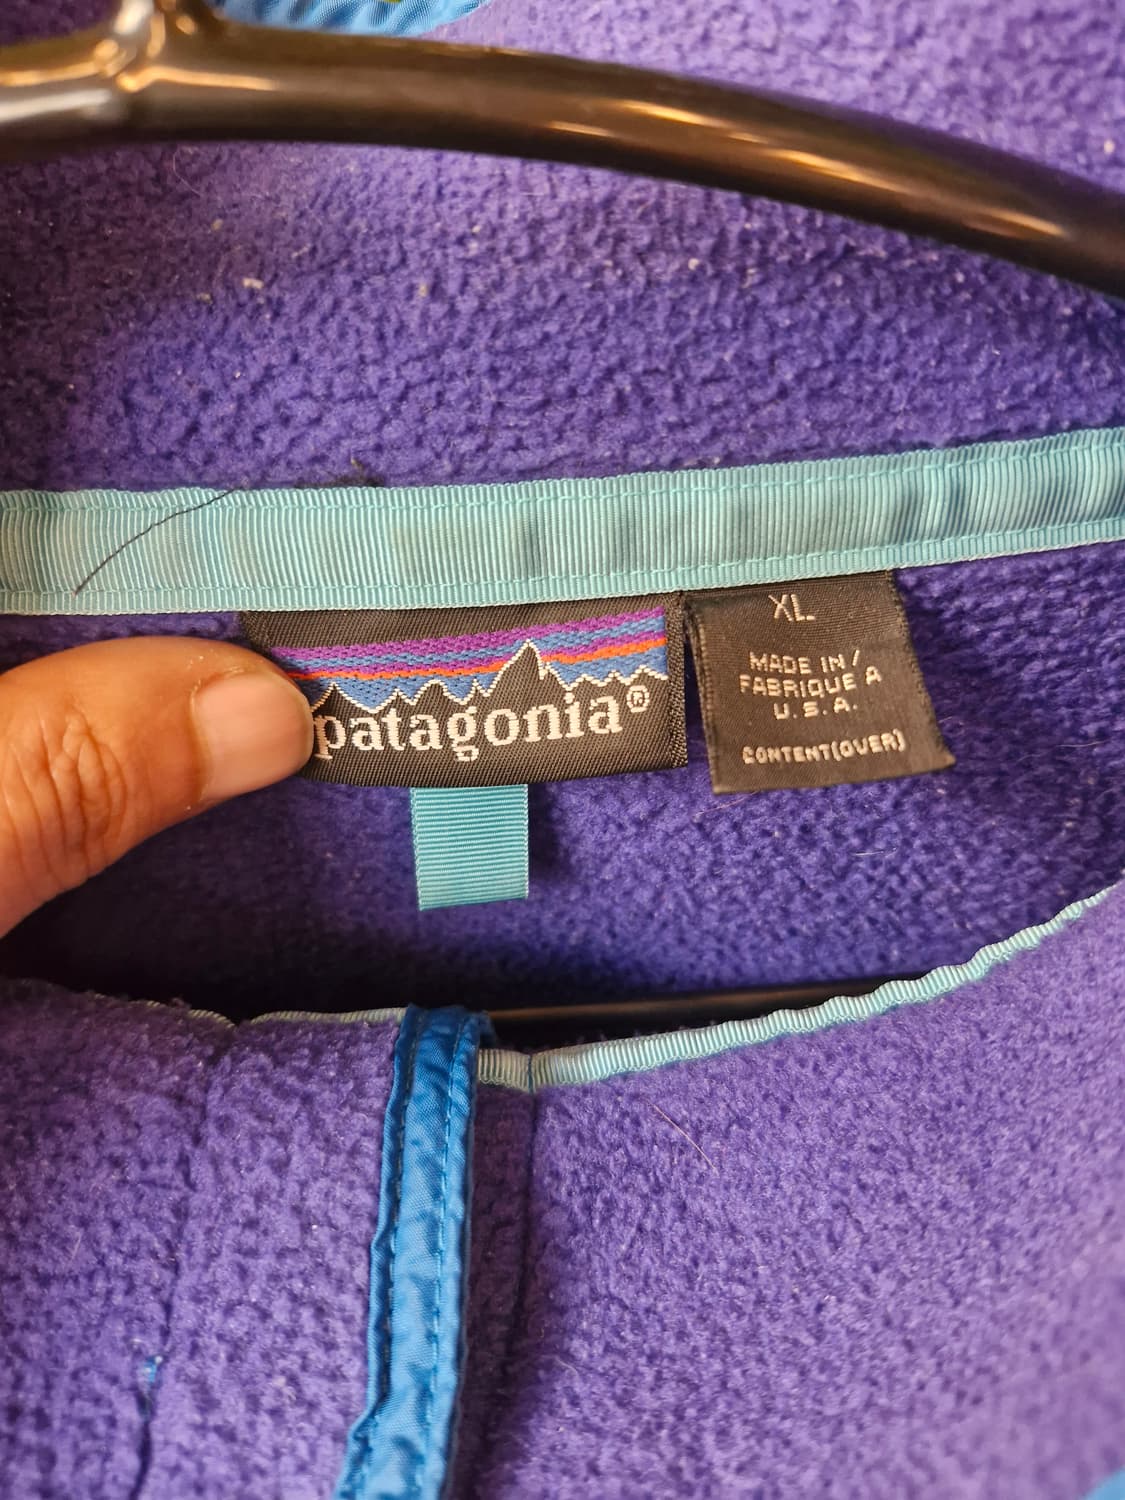 patagonia®
XL
MADE IN /
FABRIQUE A
U.S.A.
CONTENT(OVER)